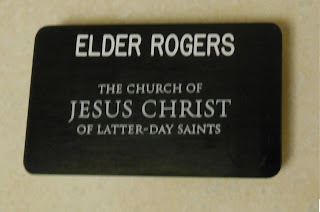 ELDER ROGERS
THE CHURCH OF
JESUS CHRIST
OF LATTER-DAY SAINTS